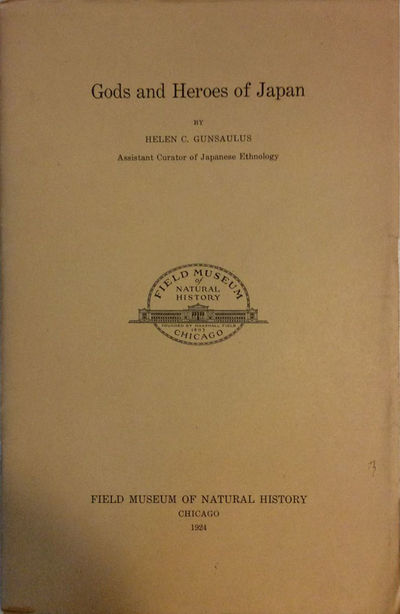 Gods and Heroes of Japan
BY
HELEN C. GUNSAULUS
Assistant Curator of Japanese Ethnology
FIELD MUSEUM
of
NATURAL
HISTORY
FOUNDED BY MARSHALL FIELD
1893
CHICAGO
FIELD MUSEUM OF NATURAL HISTORY
CHICAGO
1924